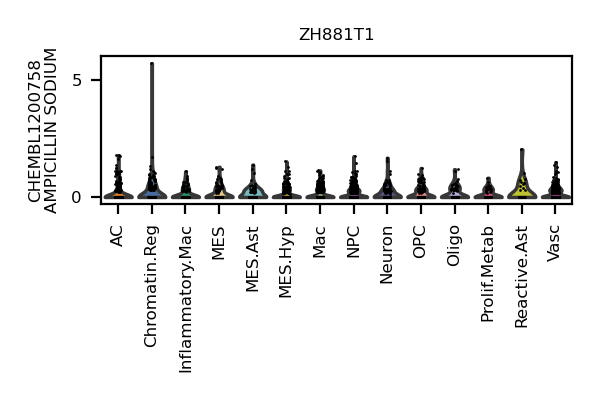 ZH881T1
CHEMBL1200758
AMPICILLIN SODIUM
5
0
AC
Chromatin.Reg
Inflammatory.Mac
MES
MES.Ast
MES.Hyp
Mac
NPC
Neuron
OPC
Oligo
Prolif.Metab
Reactive.Ast
Vasc